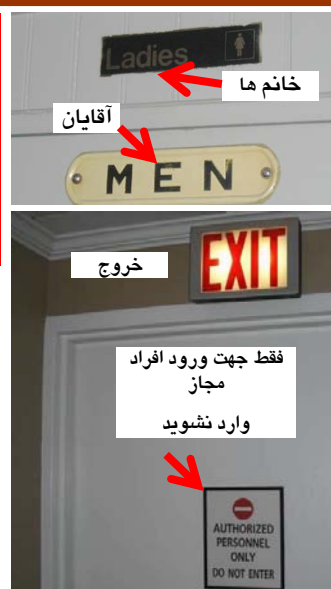 Ladies
خانم ها
آقایان
MEN
خروج
EXIT
فقط جهت ورود افراد
مجاز
وارد نشوید
AUTHORIZED
PERSONNEL
ONLY
DO NOT ENTER